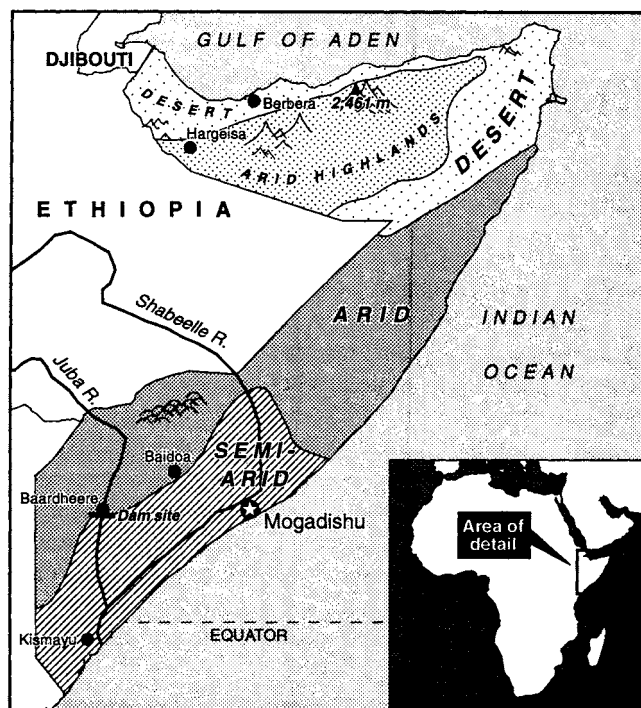 GULF OF ADEN
DJIBOUTI
DESERT
Berbera
2,461 m
Hargeisa
ARID HIGHLANDS
DESERT
ETHIOPIA
Shabeelle R.
ARID
INDIAN
OCEAN
Juba R.
Baidoa
SEMI-
ARID
Baardheere
Dam site
Mogadishu
Area of
detail
Kismayu
EQUATOR